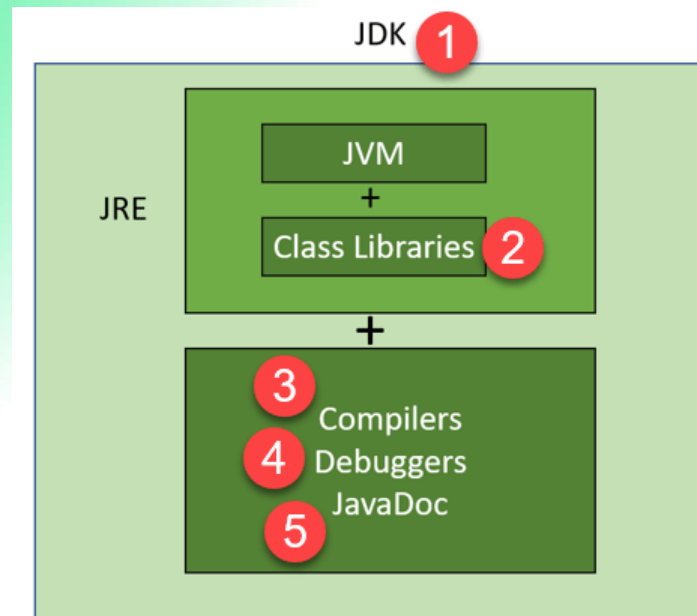 JDK 1
JVM
+
JRE
Class Libraries 2
+
3
Compilers
4 Debuggers
JavaDoc
5